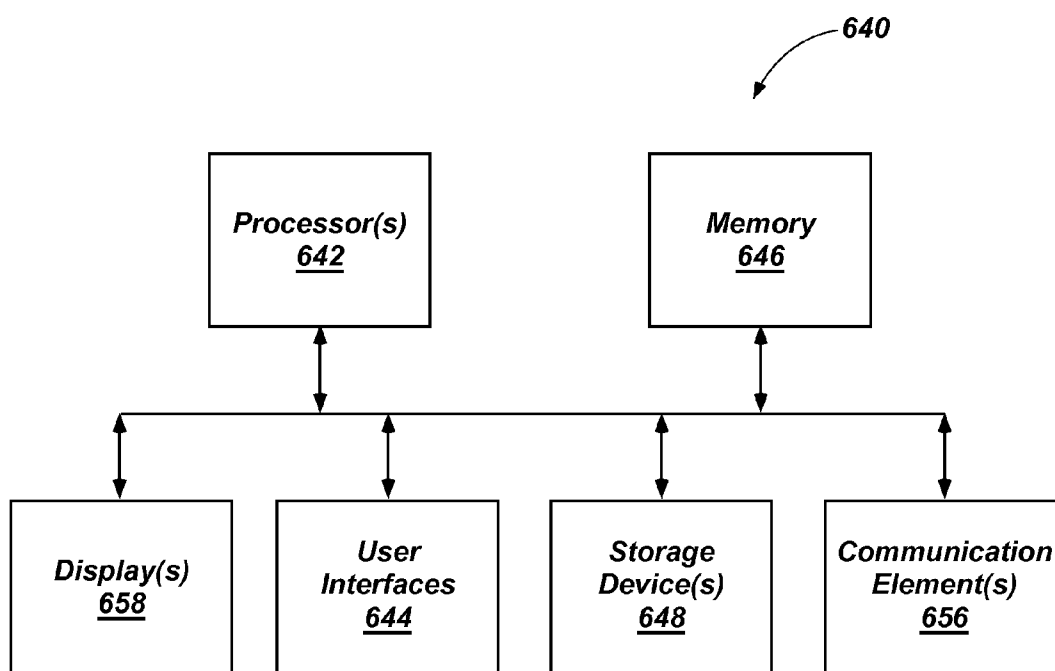 640
Processor(s)
642
Memory
646
Display(s)
658
User
Interfaces
644
Storage
Device(s)
648
Communication
Element(s)
656